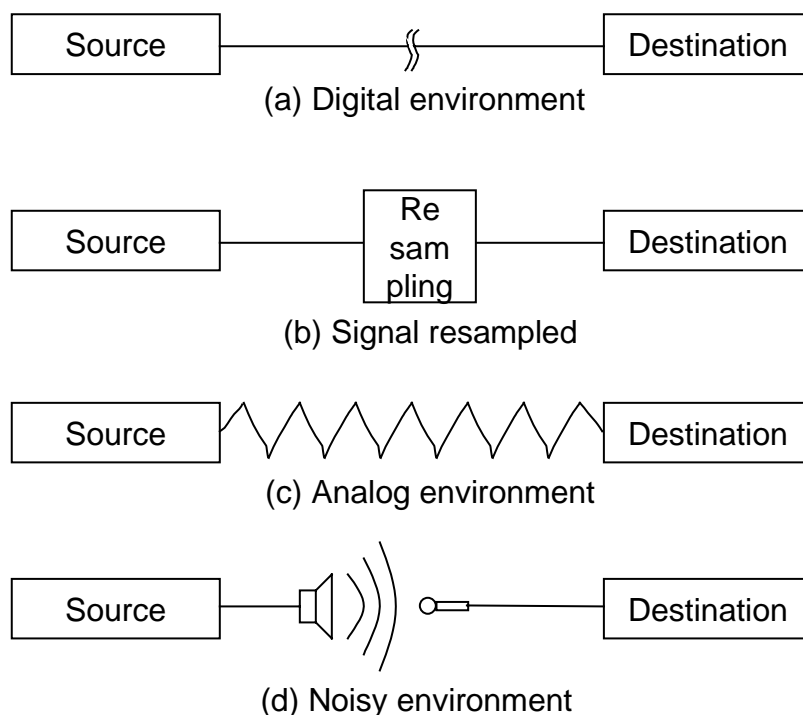 Source Destination
(a) Digital environment
Source Re
sam
pling Destination
(b) Signal resampled
Source Destination
(c) Analog environment
Source Destination
(d) Noisy environment